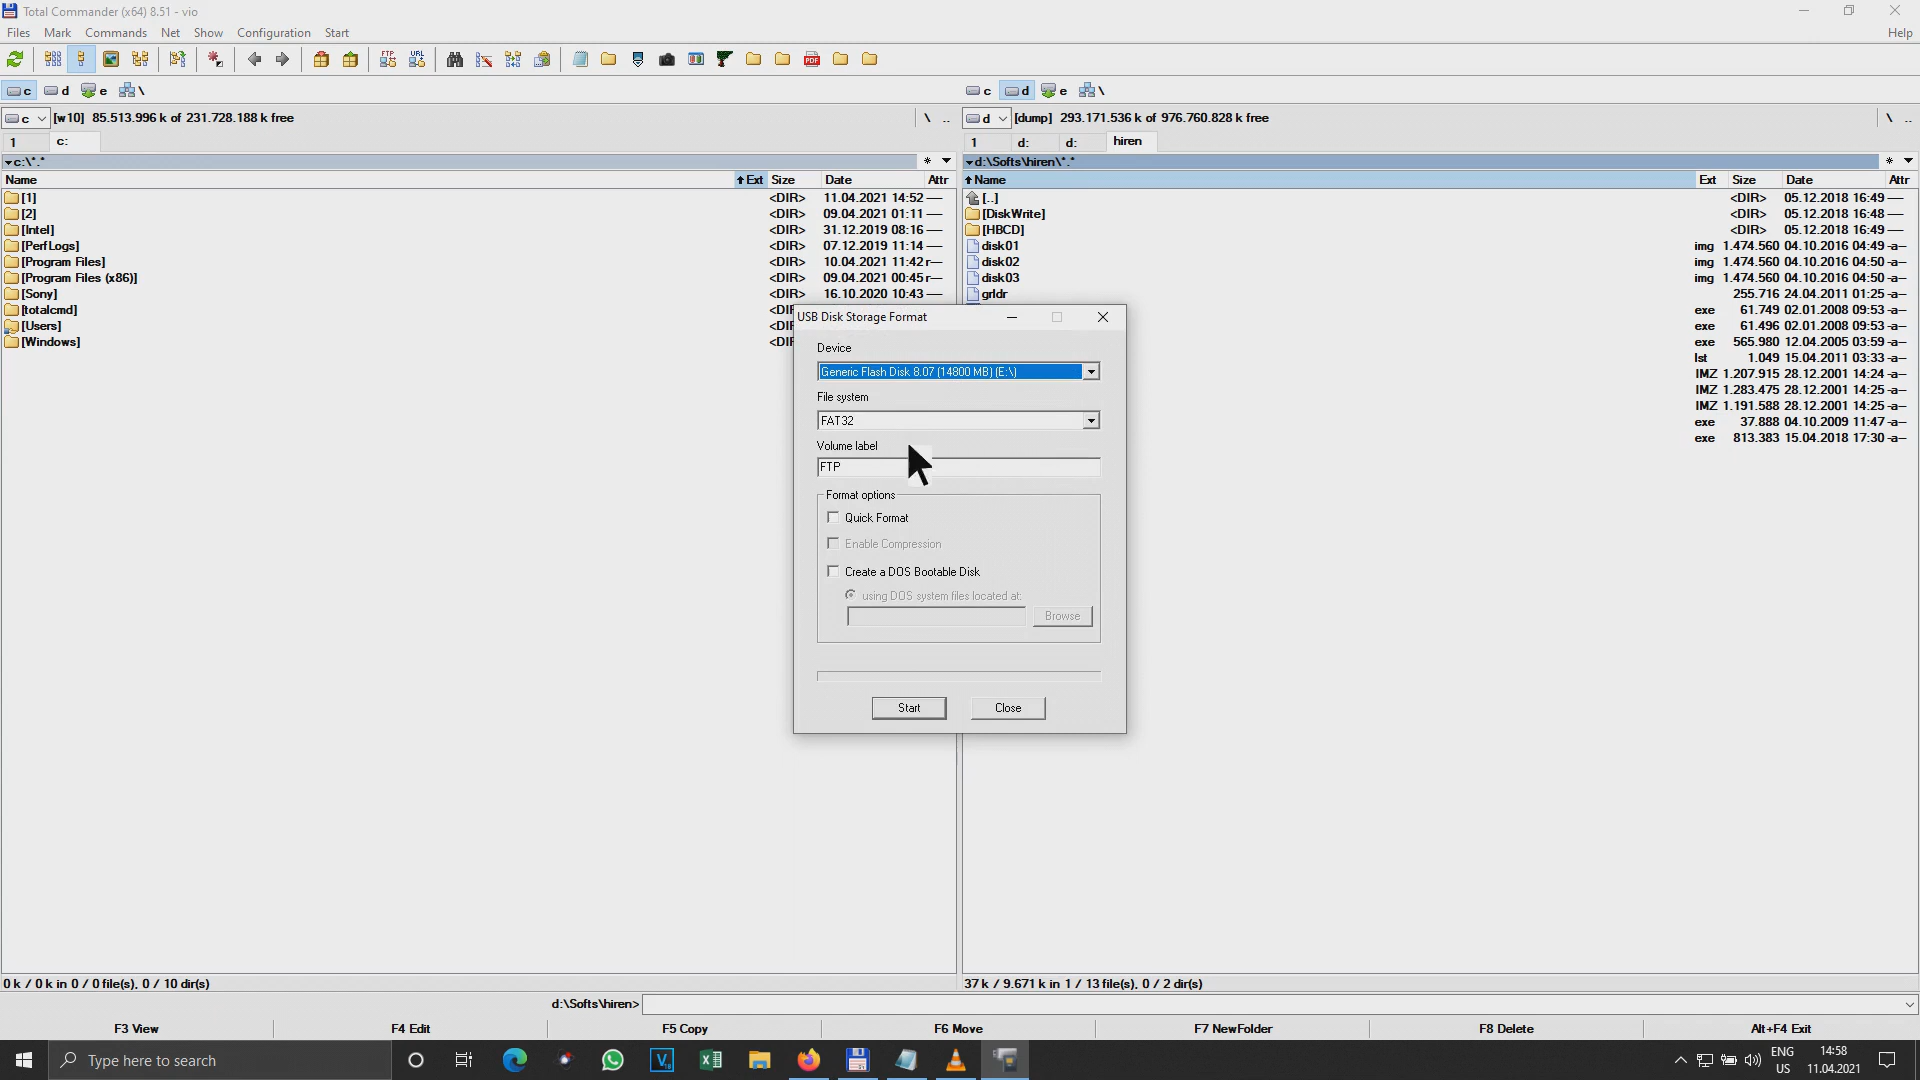 Total Commander (x64) 8.51 - vio
Files Mark Commands Net Show Configuration Start Help
FTP URL PDF
c d e \ c d e \
c [w10] 85.513.996 k of 231.728.188 k free \ .. d [dump] 293.171.536 k of 976.760.828 k free \ ..
1 c: 1 d: d: hiren
c:\*.* * d:\Softs\hiren\*.* *
Name Ext Size Date Attr Name Ext Size Date Attr
[1] <DIR> 11.04.2021 14:52 —— [..] <DIR> 05.12.2018 16:49 ——
[2] <DIR> 09.04.2021 01:11 —— [DiskWrite] <DIR> 05.12.2018 16:48 ——
[Intel] <DIR> 31.12.2019 08:16 —— [HBCD] <DIR> 05.12.2018 16:49 ——
[PerfLogs] <DIR> 07.12.2019 11:14 —— disk01 img 1.474.560 04.10.2016 04:49 -a--
[Program Files] <DIR> 10.04.2021 11:42 r— disk02 img 1.474.560 04.10.2016 04:50 -a--
[Program Files (x86)] <DIR> 09.04.2021 00:45 r— disk03 img 1.474.560 04.10.2016 04:50 -a--
[Sony] <DIR> 16.10.2020 10:43 —— grldr 255.716 24.04.2011 01:25 -a--
[totalcmd] <DI exe 61.749 02.01.2008 09:53 -a--
[Users] <DI exe 61.496 02.01.2008 09:53 -a--
[Windows] <DI exe 565.980 12.04.2005 03:59 -a--
lst 1.049 15.04.2011 03:33 -a--
IMZ 1.207.915 28.12.2001 14:24 -a--
IMZ 1.283.475 28.12.2001 14:25 -a--
IMZ 1.191.588 28.12.2001 14:25 -a--
exe 37.888 04.10.2009 11:47 -a--
exe 813.383 15.04.2018 17:30 -a--
USB Disk Storage Format
Device
Generic Flash Disk 8.07 (14800 MB) (E:\)
File system
FAT32
Volume label
FTP
Format options
Quick Format
Enable Compression
Create a DOS Bootable Disk
using DOS system files located at:
Browse
Start Close
0 k / 0 k in 0 / 0 file(s), 0 / 10 dir(s) 37 k / 9.671 k in 1 / 13 file(s), 0 / 2 dir(s)
d:\Softs\hiren>
F3 View F4 Edit F5 Copy F6 Move F7 NewFolder F8 Delete Alt+F4 Exit
Type here to search ENG 14:58
US 11.04.2021